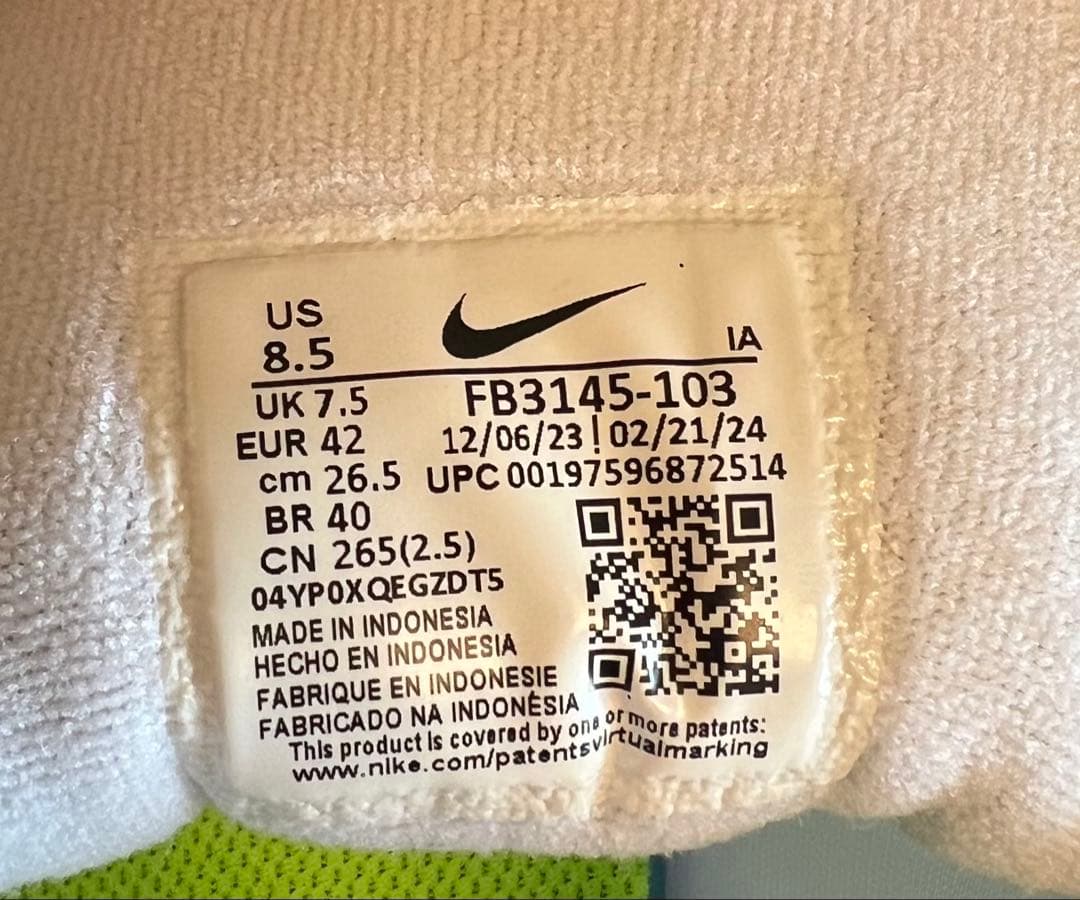 US
8.5
IA
UK 7.5
FB3145-103
EUR 42
12/06/23 | 02/21/24
cm 26.5
UPC 00197596872514
BR 40
CN 265(2.5)
04YP0XQEGZDT5
MADE IN INDONESIA
HECHO EN INDONESIA
FABRIQUE EN INDONESIE
FABRICADO NA INDONÉSIA
This product is covered by one or more patents:
www.nike.com/patentsvirtualmarking